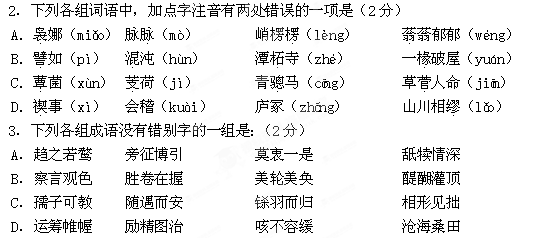 2. 下列各组词语中，加点字注音有两处错误的一项是（2分）
A. 袅娜（miǎo） 脉脉（mò） 峭楞楞（lèng） 蓊蓊郁郁（wéng）
B. 譬如（pì） 混沌（hùn） 潭柘寺（zhé） 一椽破屋（yuán）
C. 蕈菌（xùn） 芰荷（jì） 青骢马（cōng） 草菅人命（jiān）
D. 禊事（xì） 会稽（kuài） 庐冢（zhǎng） 山川相缪（lǎo）
3. 下列各组成语没有错别字的一组是:（2分）
A. 趋之若鹜 旁征博引 莫衷一是 舐犊情深
B. 察言观色 胜卷在握 美轮美奂 醍醐灌顶
C. 孺子可教 随遇而安 铩羽而归 相形见拙
D. 运筹帷幄 励精图治 咳不容缓 沧海桑田